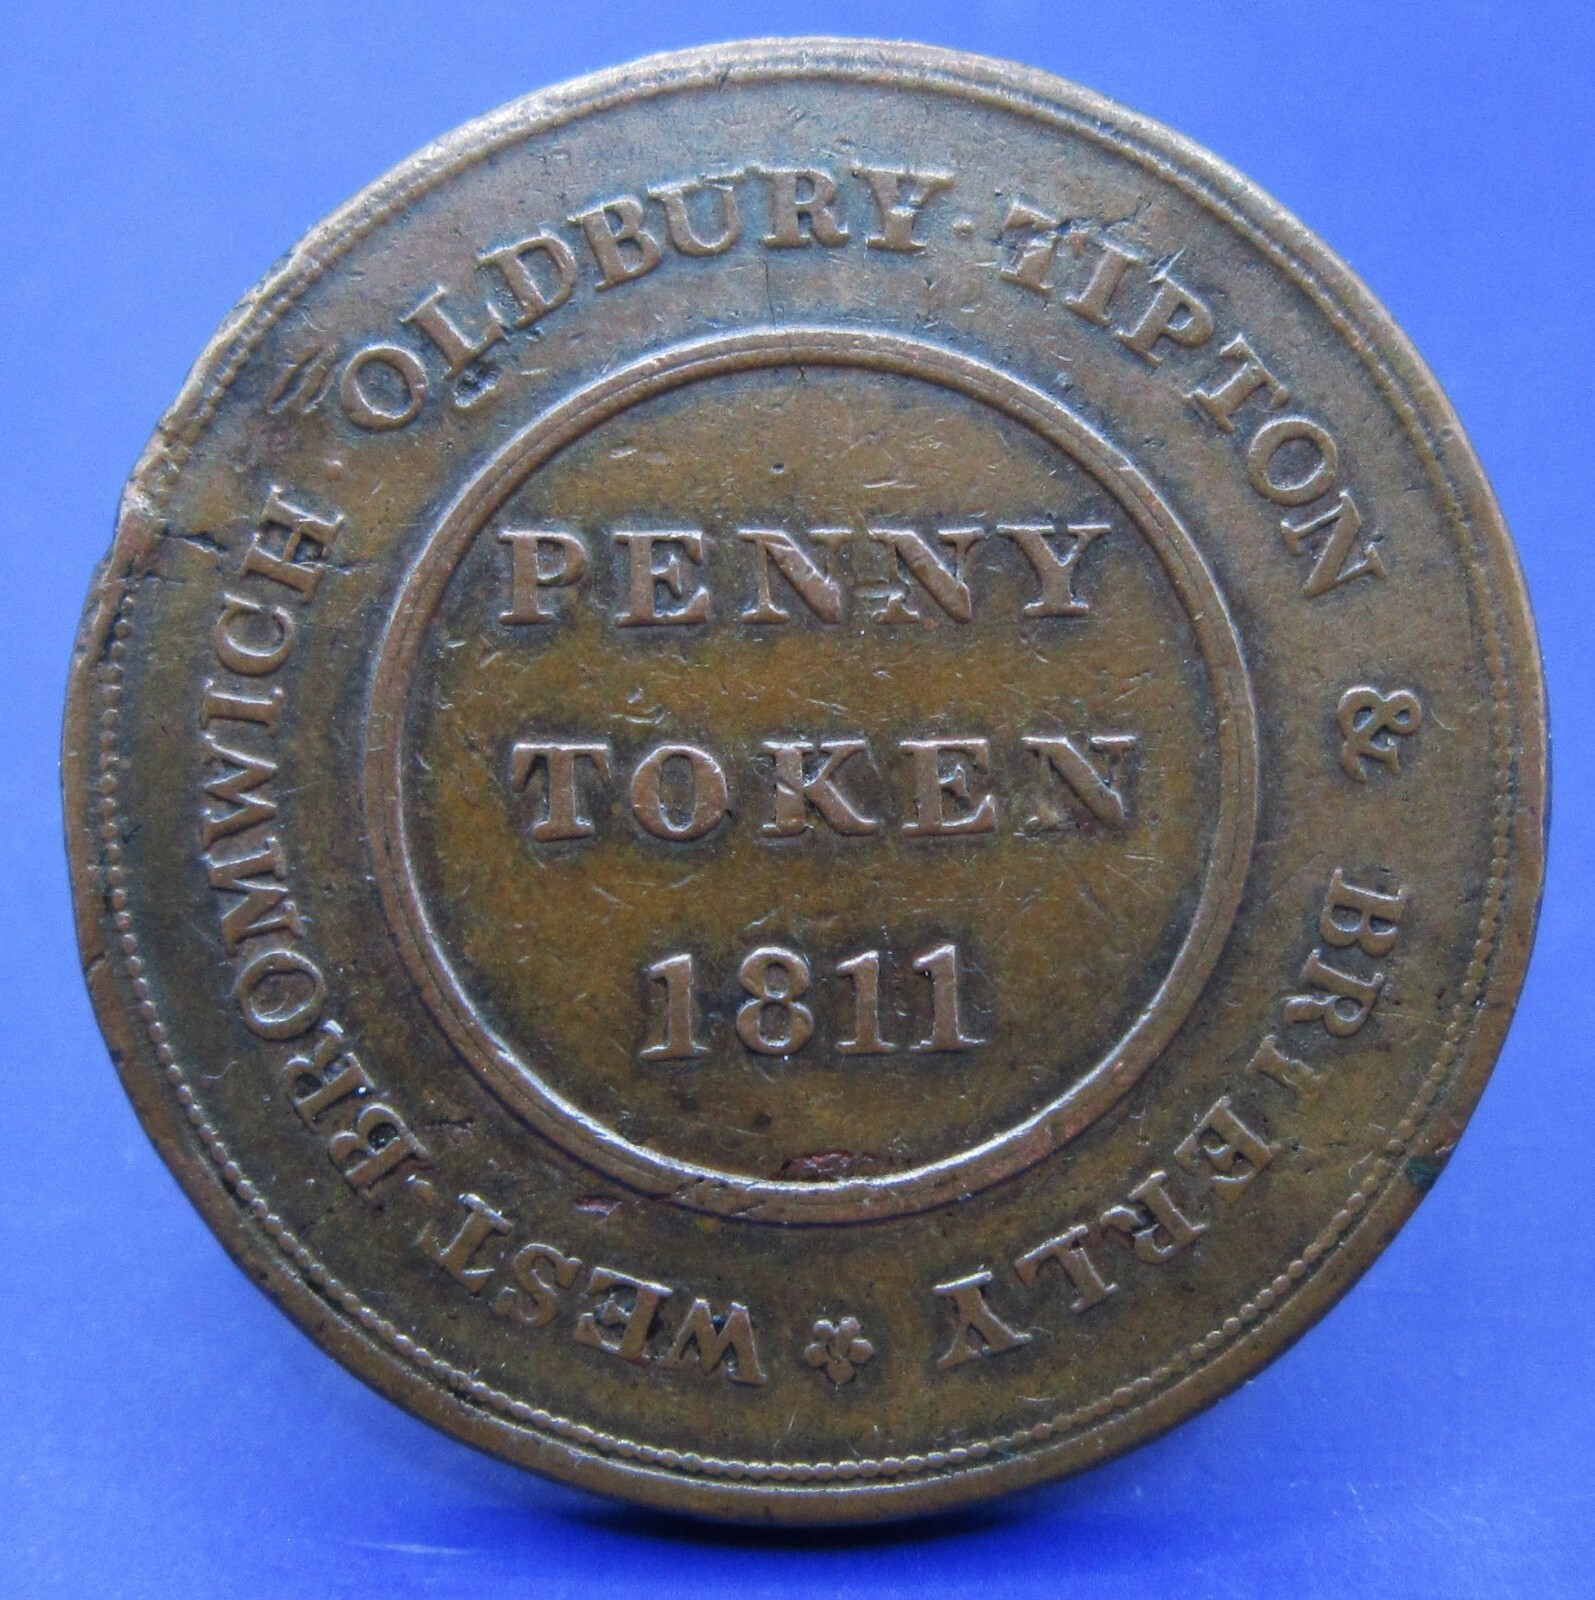 WEST·BROMWICH·OLDBURY·TIPTON & BRIERLY
PENNY
TOKEN
1811